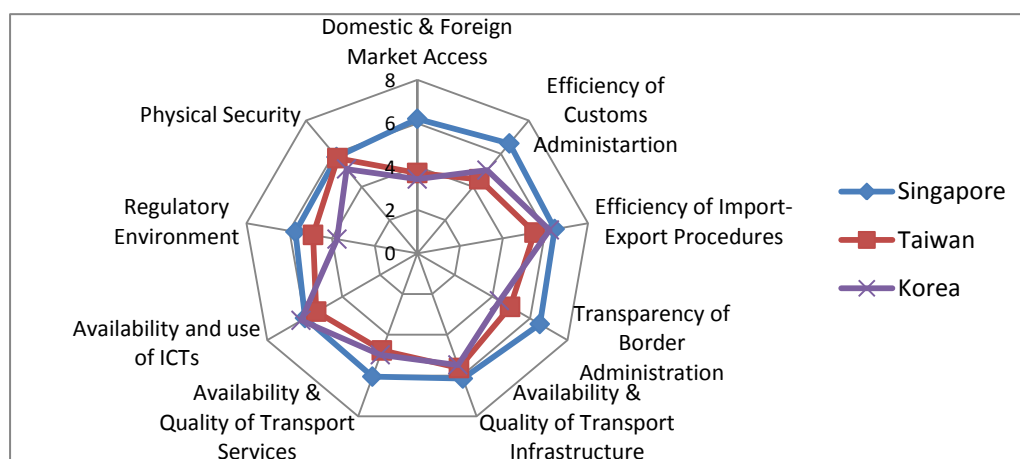 Domestic & Foreign
Market Access
8
6
4
2
0
Efficiency of
Customs
Administartion
Efficiency of Import-
Export Procedures
Transparency of
Border
Administration
Availability &
Quality of Transport
Infrastructure
Availability &
Quality of Transport
Services
Availability and use
of ICTs
Regulatory
Environment
Physical Security
Singapore
Taiwan
Korea